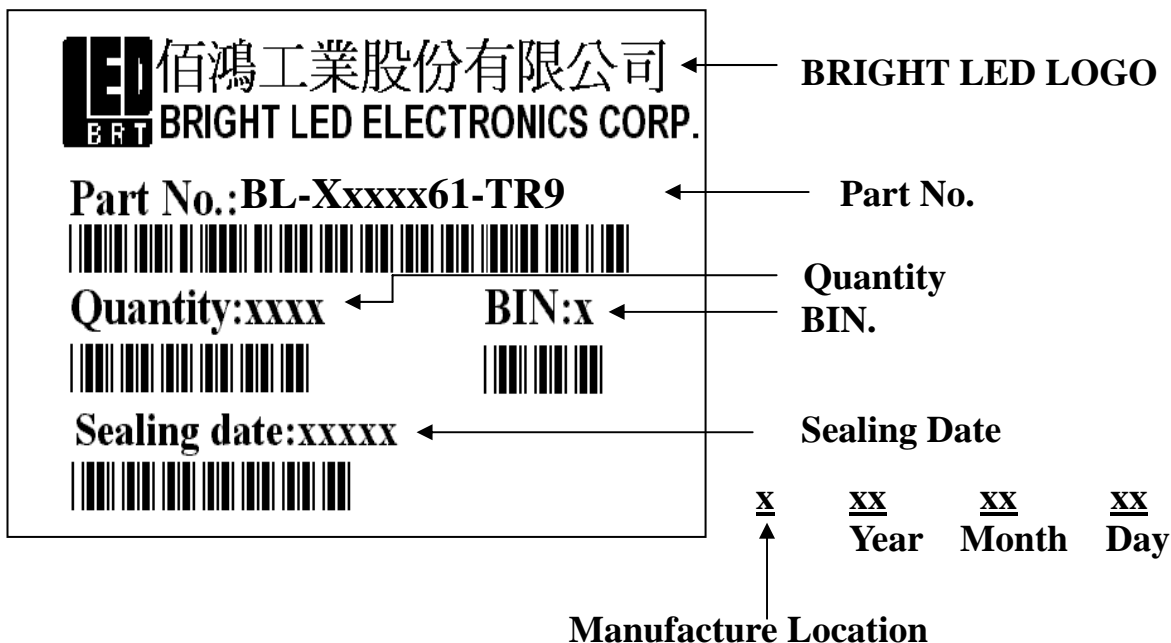 LED 佰鴻工業股份有限公司 BRIGHT LED LOGO
BRT BRIGHT LED ELECTRONICS CORP.
Part No.:BL-Xxxxx61-TR9 Part No.
Quantity
Quantity:xxxx BIN:x BIN.
Sealing date:xxxxx Sealing Date
x xx xx xx
Year Month Day
Manufacture Location